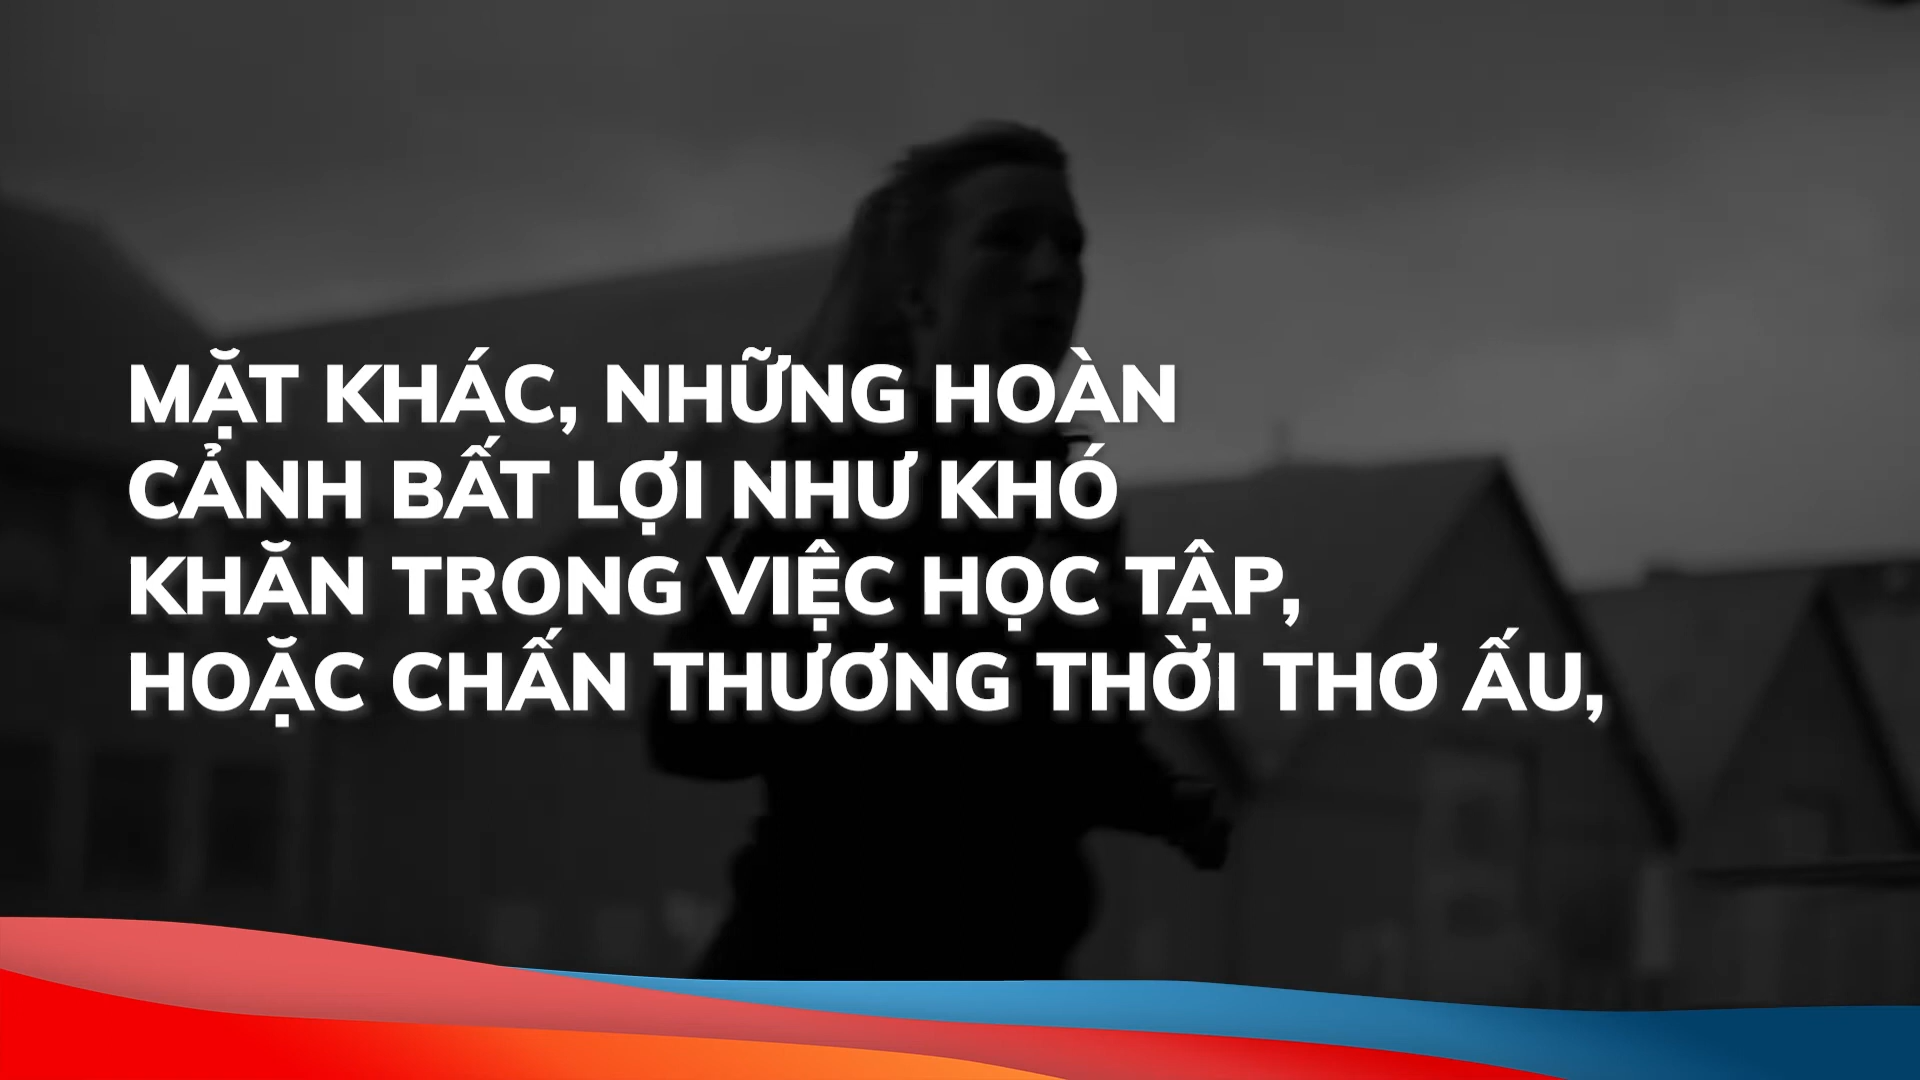 MẶT KHÁC, NHỮNG HOÀN
CẢNH BẤT LỢI NHƯ KHÓ
KHĂN TRONG VIỆC HỌC TẬP,
HOẶC CHẤN THƯƠNG THỜI THƠ ẤU,